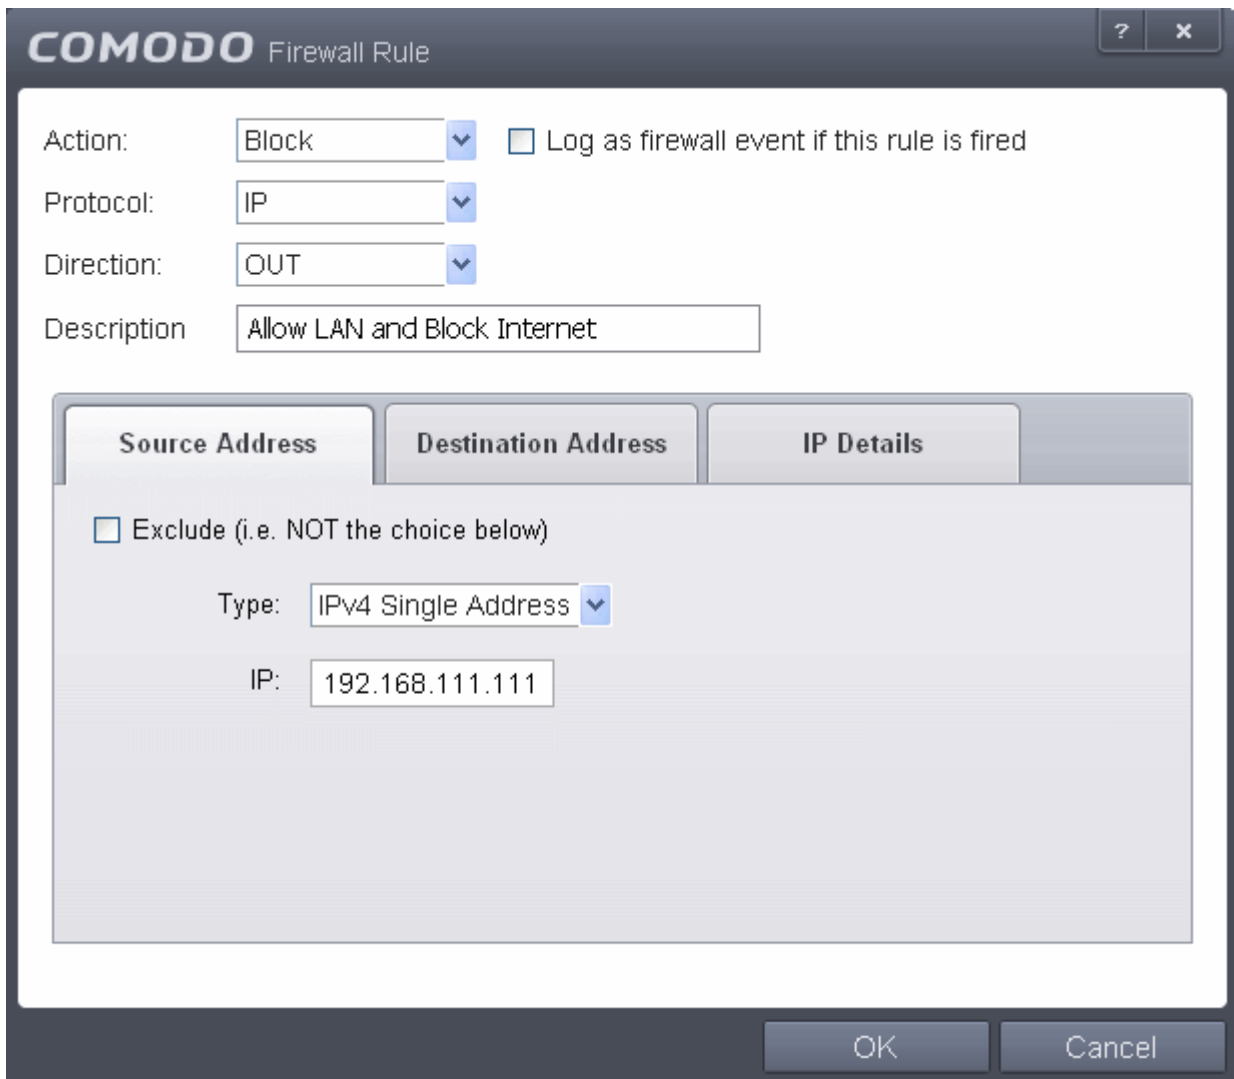 COMODO Firewall Rule
? x
Action: Block Log as firewall event if this rule is fired
Protocol: IP
Direction: OUT
Description Allow LAN and Block Internet
Source Address Destination Address IP Details
Exclude (i.e. NOT the choice below)
Type: IPv4 Single Address
IP: 192.168.111.111
OK Cancel